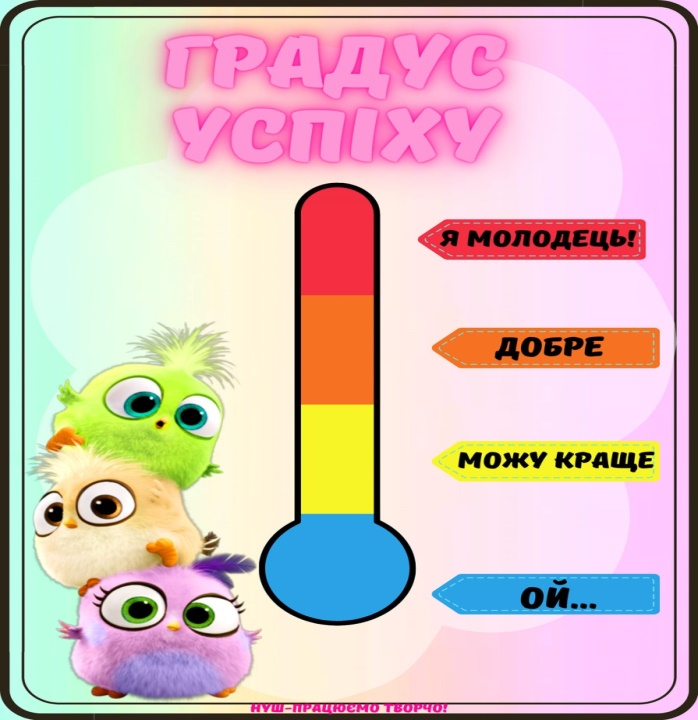 ГРАДУС
УСПІХУ
Я МОЛОДЕЦЬ!
ДОБРЕ
МОЖУ КРАЩЕ
ОЙ...
НУШ-ПРАЦЮЄМО ТВОРЧО!